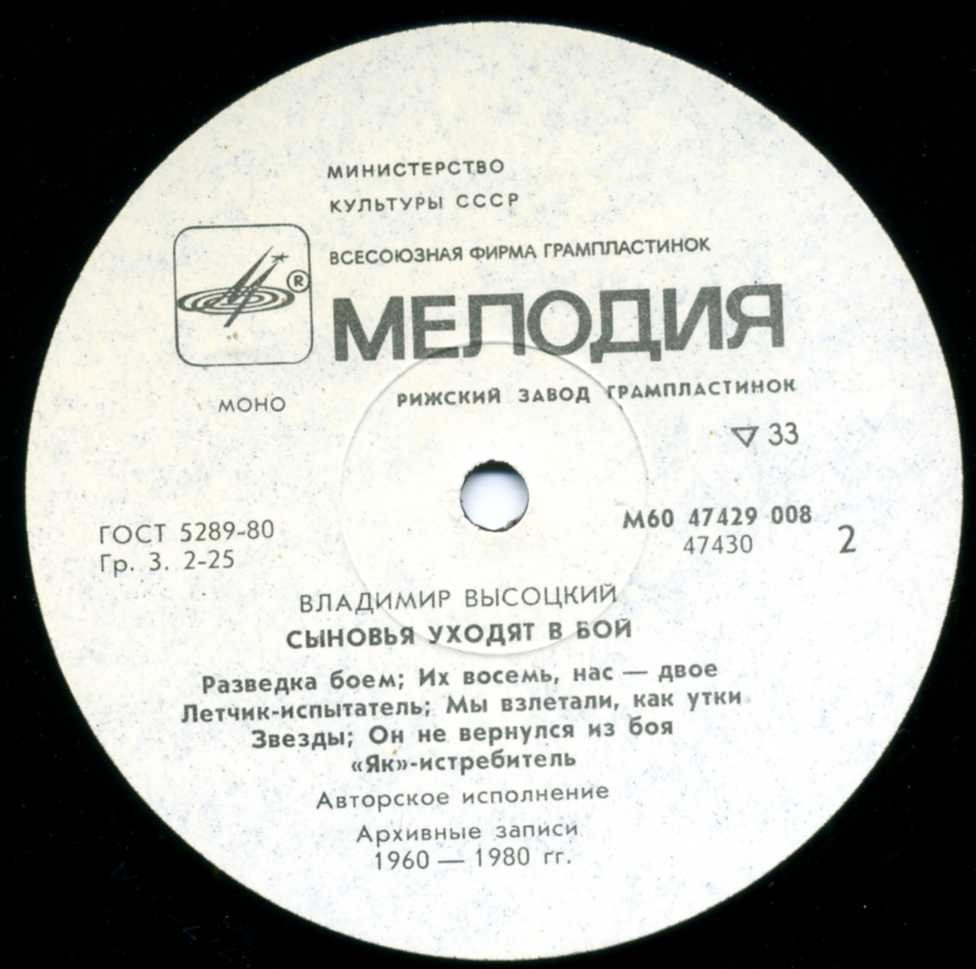 МИНИСТЕРСТВО
КУЛЬТУРЫ СССР
ВСЕСОЮЗНАЯ ФИРМА ГРАМПЛАСТИНОК
®
МЕЛОДИЯ
МОНО
РИЖСКИЙ ЗАВОД ГРАМПЛАСТИНОК
▽ 33
ГОСТ 5289-80
Гр. 3. 2-25
М60 47429 008
47430
2
ВЛАДИМИР ВЫСОЦКИЙ
СЫНОВЬЯ УХОДЯТ В БОЙ
Разведка боем; Их восемь, нас — двое
Летчик-испытатель; Мы взлетали, как утки
Звезды; Он не вернулся из боя
«Як»-истребитель
Авторское исполнение
Архивные записи
1960 — 1980 гг.